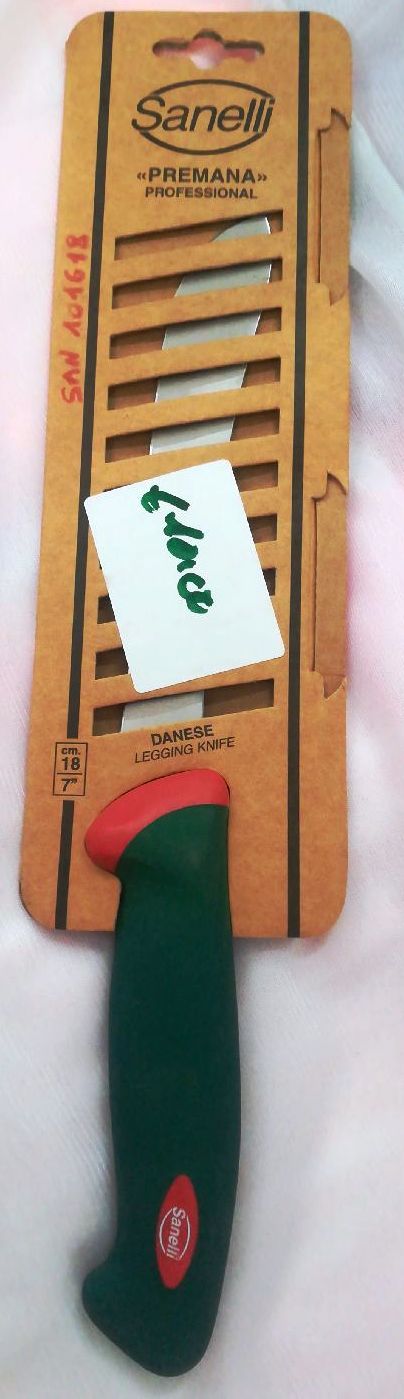 Sanelli
«PREMANA»
PROFESSIONAL
SAN 101618
DANESE
LEGGING KNIFE
cm.
18
7"
Sanelli